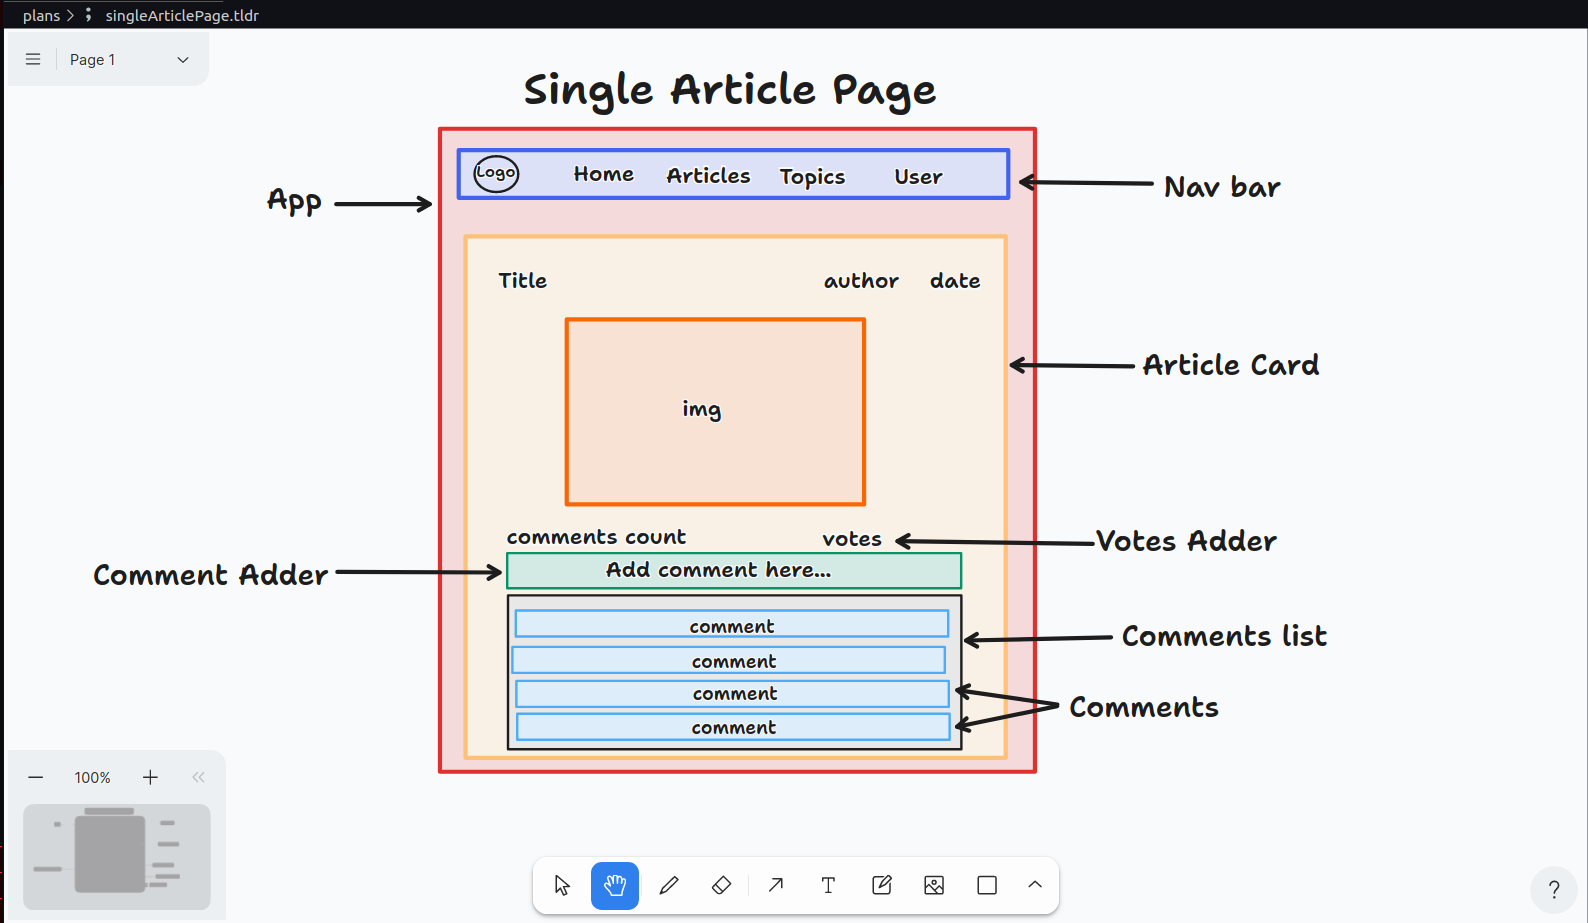 plans > singleArticlePage.tldr
Page 1
Single Article Page
Logo Home Articles Topics User
Nav bar
App
Title author date
Article Card
img
comments count votes
Votes Adder
Add comment here...
Comment Adder
comment
Comments list
comment
comment
Comments
comment
100%
T
?